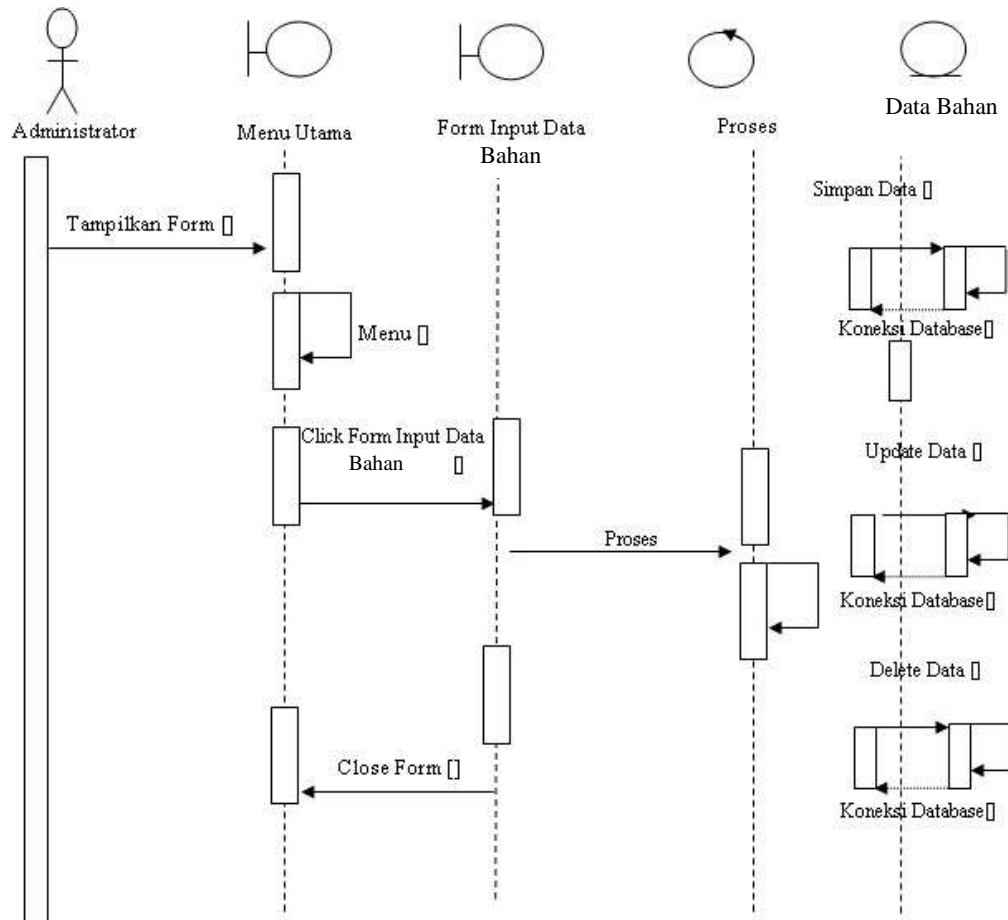 Administrator
Menu Utama
Form Input Data
Bahan
Proses
Data Bahan
Simpan Data []
Tampilkan Form []
Koneksi Database[]
Menu []
Click Form Input Data
Bahan []
Update Data []
Proses
Koneksi Database[]
Delete Data []
Close Form []
Koneksi Database[]